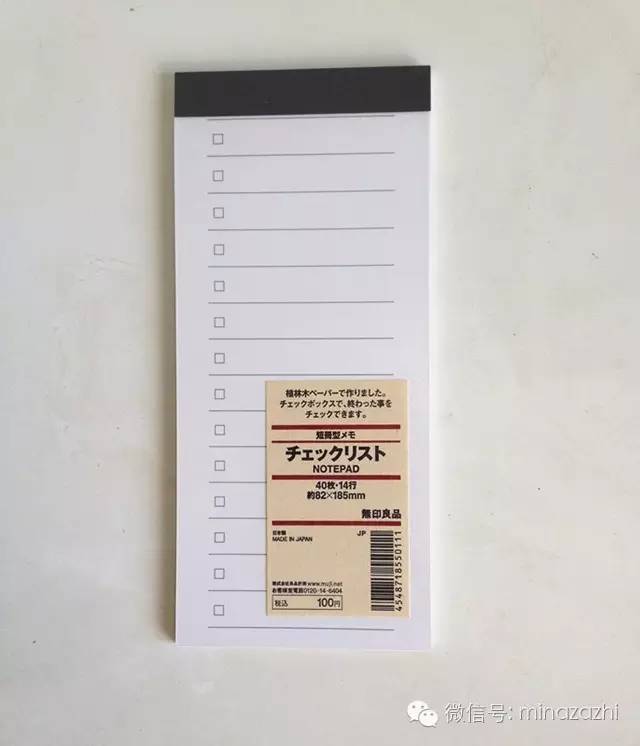 植林木ペーパーで作りました。
チェックボックスで、終わった事を
チェックできます。
短冊型メモ
チェックリスト
NOTEPAD
40枚・14行
約82×185mm
無印良品
JP
日本製
MADE IN JAPAN
株式会社良品計画 www.muji.net
お客様室電話0120-14-6404
税込 100円
4548718550111
微信号: minazazhi